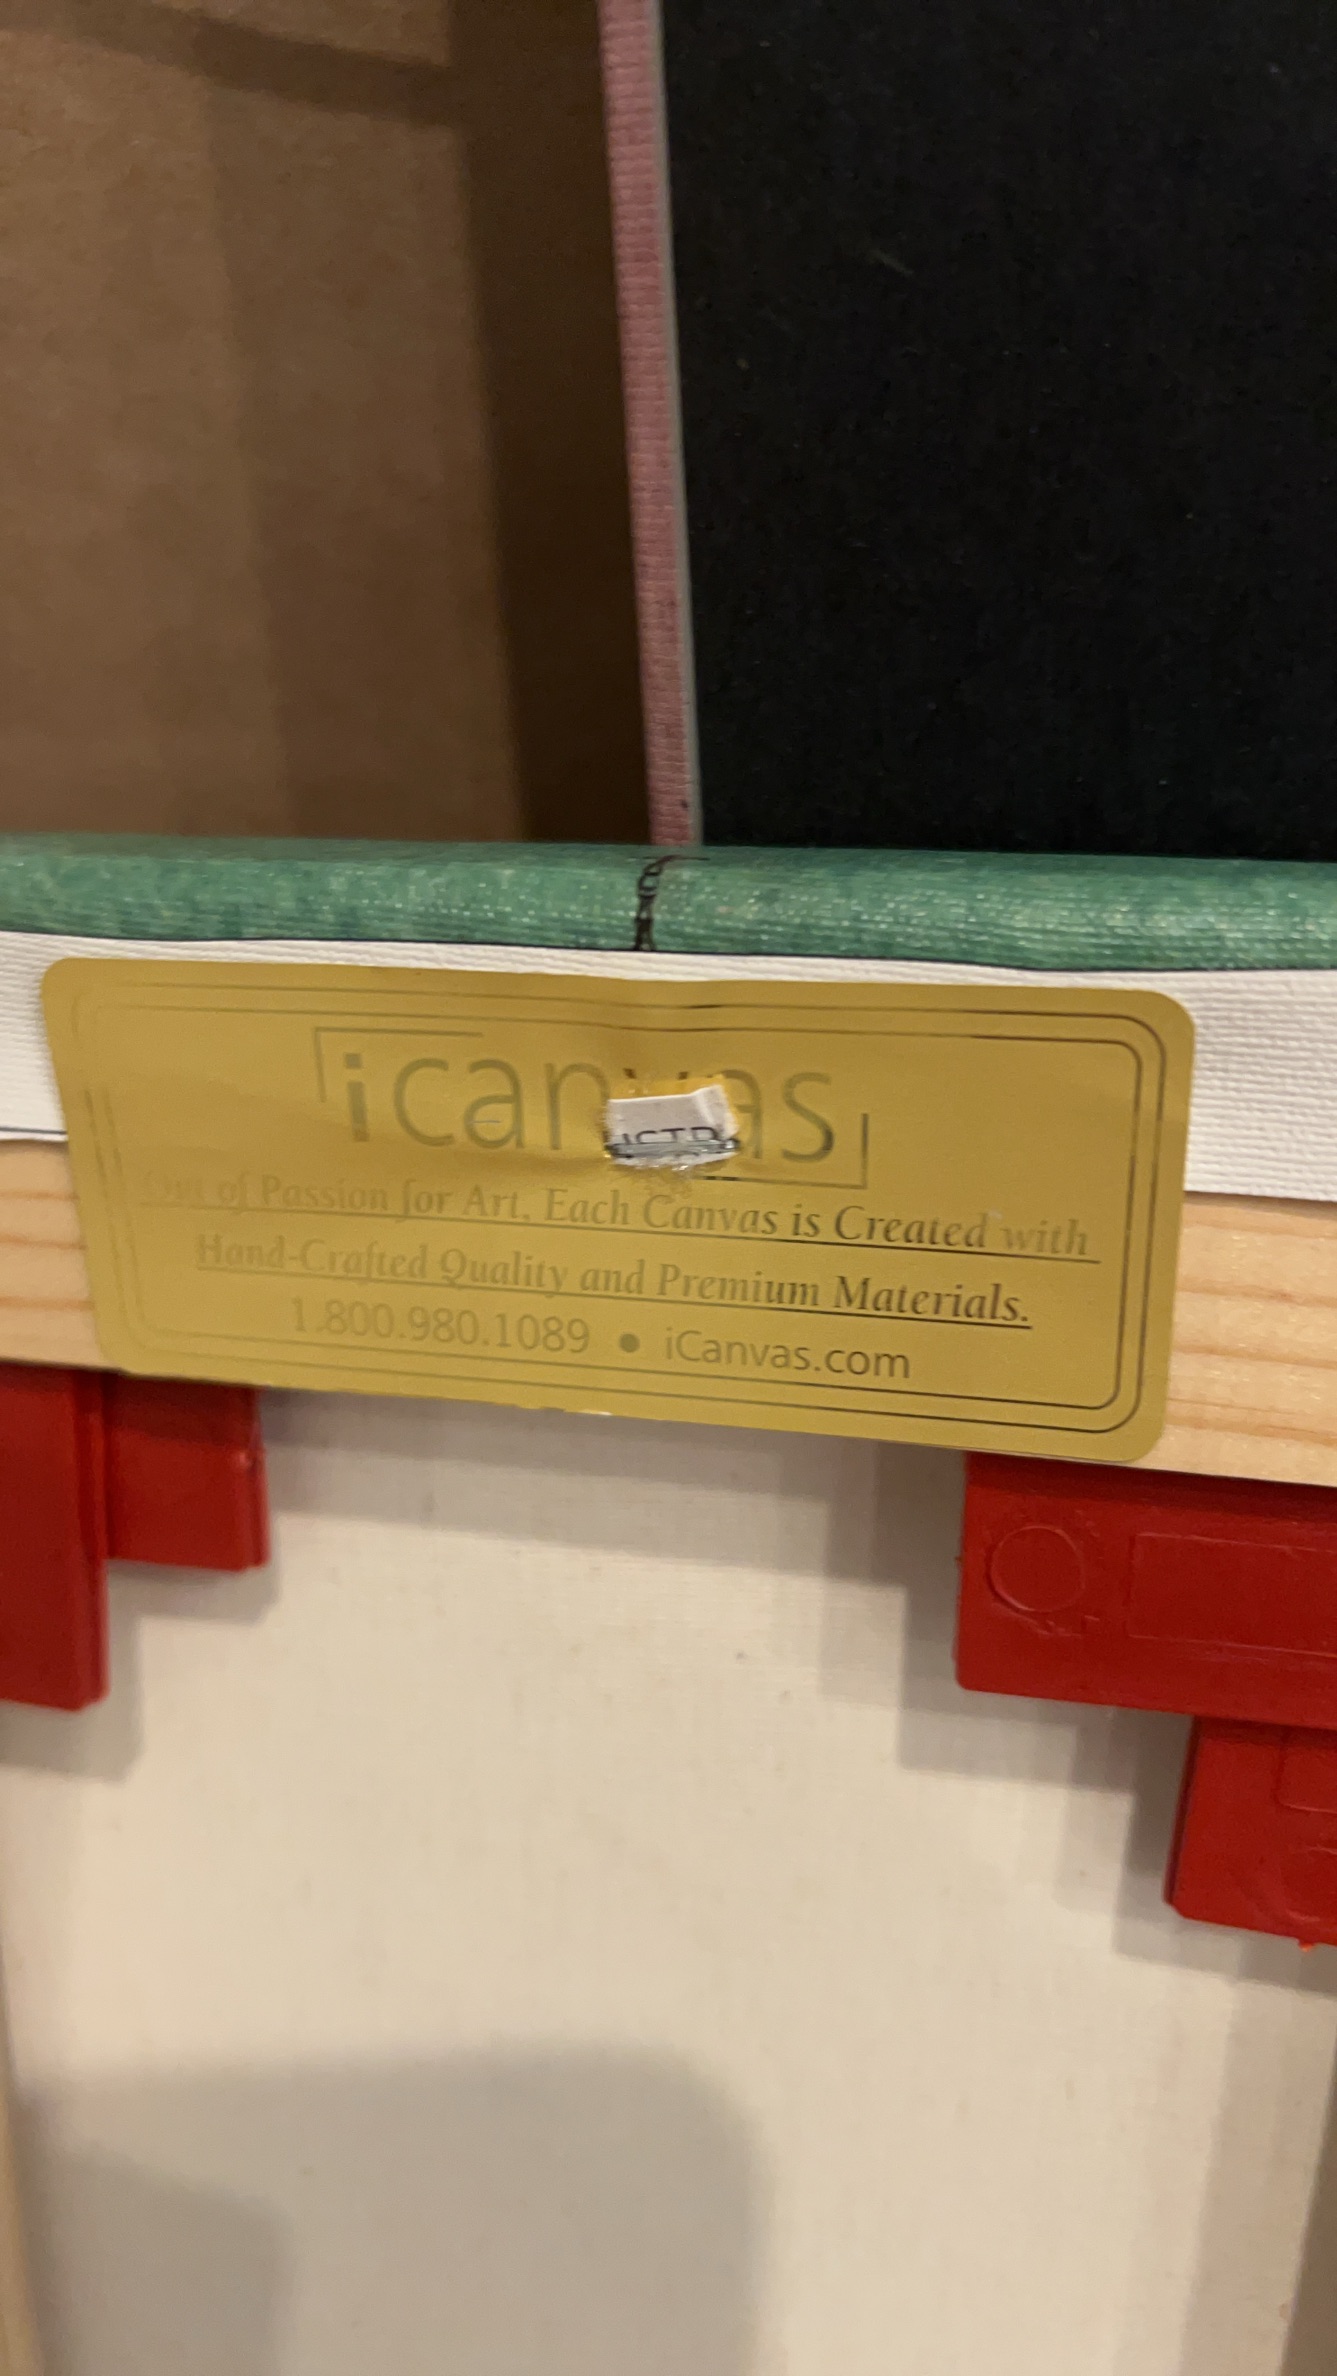 icanvas
Out of Passion for Art, Each Canvas is Created with
Hand-Crafted Quality and Premium Materials.
1.800.980.1089 • iCanvas.com